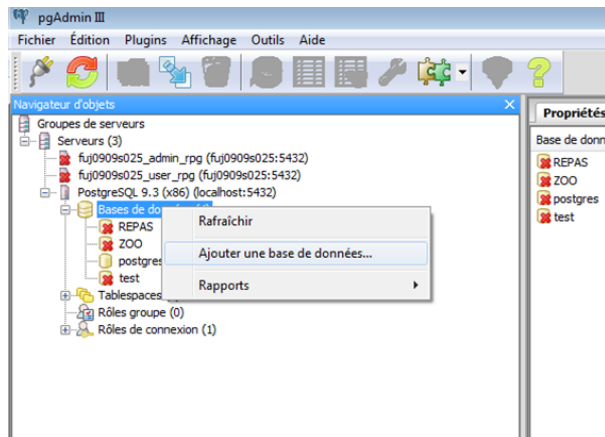 pgAdmin III
Fichier Édition Plugins Affichage Outils Aide
Navigateur d'objets
Groupes de serveurs
Serveurs (3)
fuj0909s025_admin_rpg (fuj0909s025:5432)
fuj0909s025_user_rpg (fuj0909s025:5432)
PostgreSQL 9.3 (x86) (localhost:5432)
Bases de
REPAS
ZOO
postgres
test
Tablespaces
Rôles groupe (0)
Rôles de connexion (1)
Rafraîchir
Ajouter une base de données...
Rapports
Propriétés
Base de donn
REPAS
ZOO
postgres
test